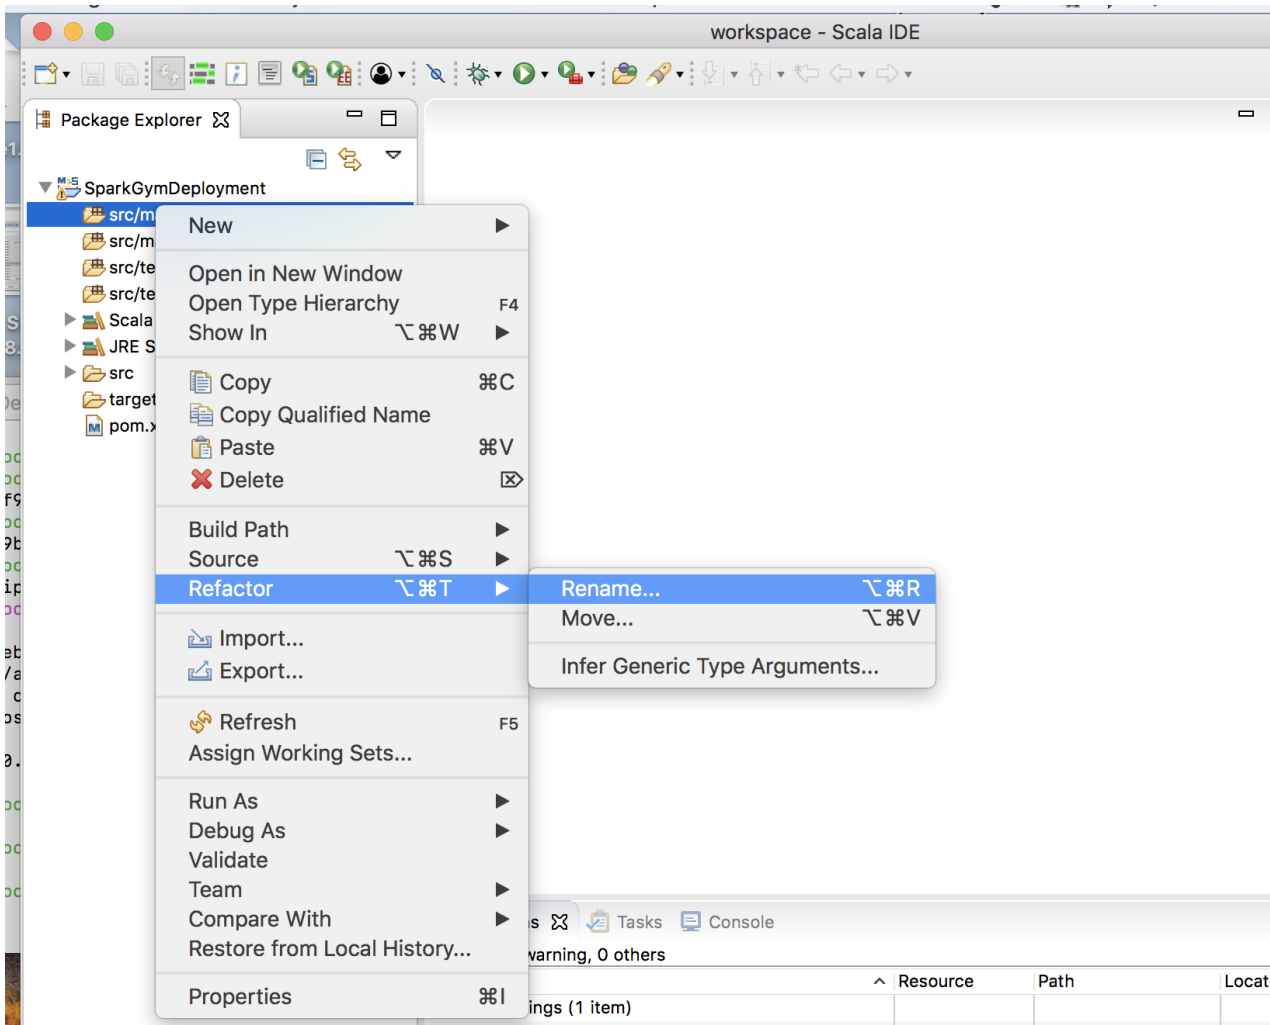 workspace - Scala IDE
Package Explorer
SparkGymDeployment
src/m
src/m
src/te
src/te
Scala
JRE S
src
target
pom.x
New
Open in New Window
Open Type Hierarchy F4
Show In ⌥⌘W
Copy ⌘C
Copy Qualified Name
Paste ⌘V
Delete ⌦
Build Path
Source ⌥⌘S
Refactor ⌥⌘T
Rename... ⌥⌘R
Move... ⌥⌘V
Infer Generic Type Arguments...
Import...
Export...
Refresh F5
Assign Working Sets...
Run As
Debug As
Validate
Team
Compare With
Restore from Local History...
Properties ⌘I
s Tasks Console
warning, 0 others
Resource Path Locat
ings (1 item)